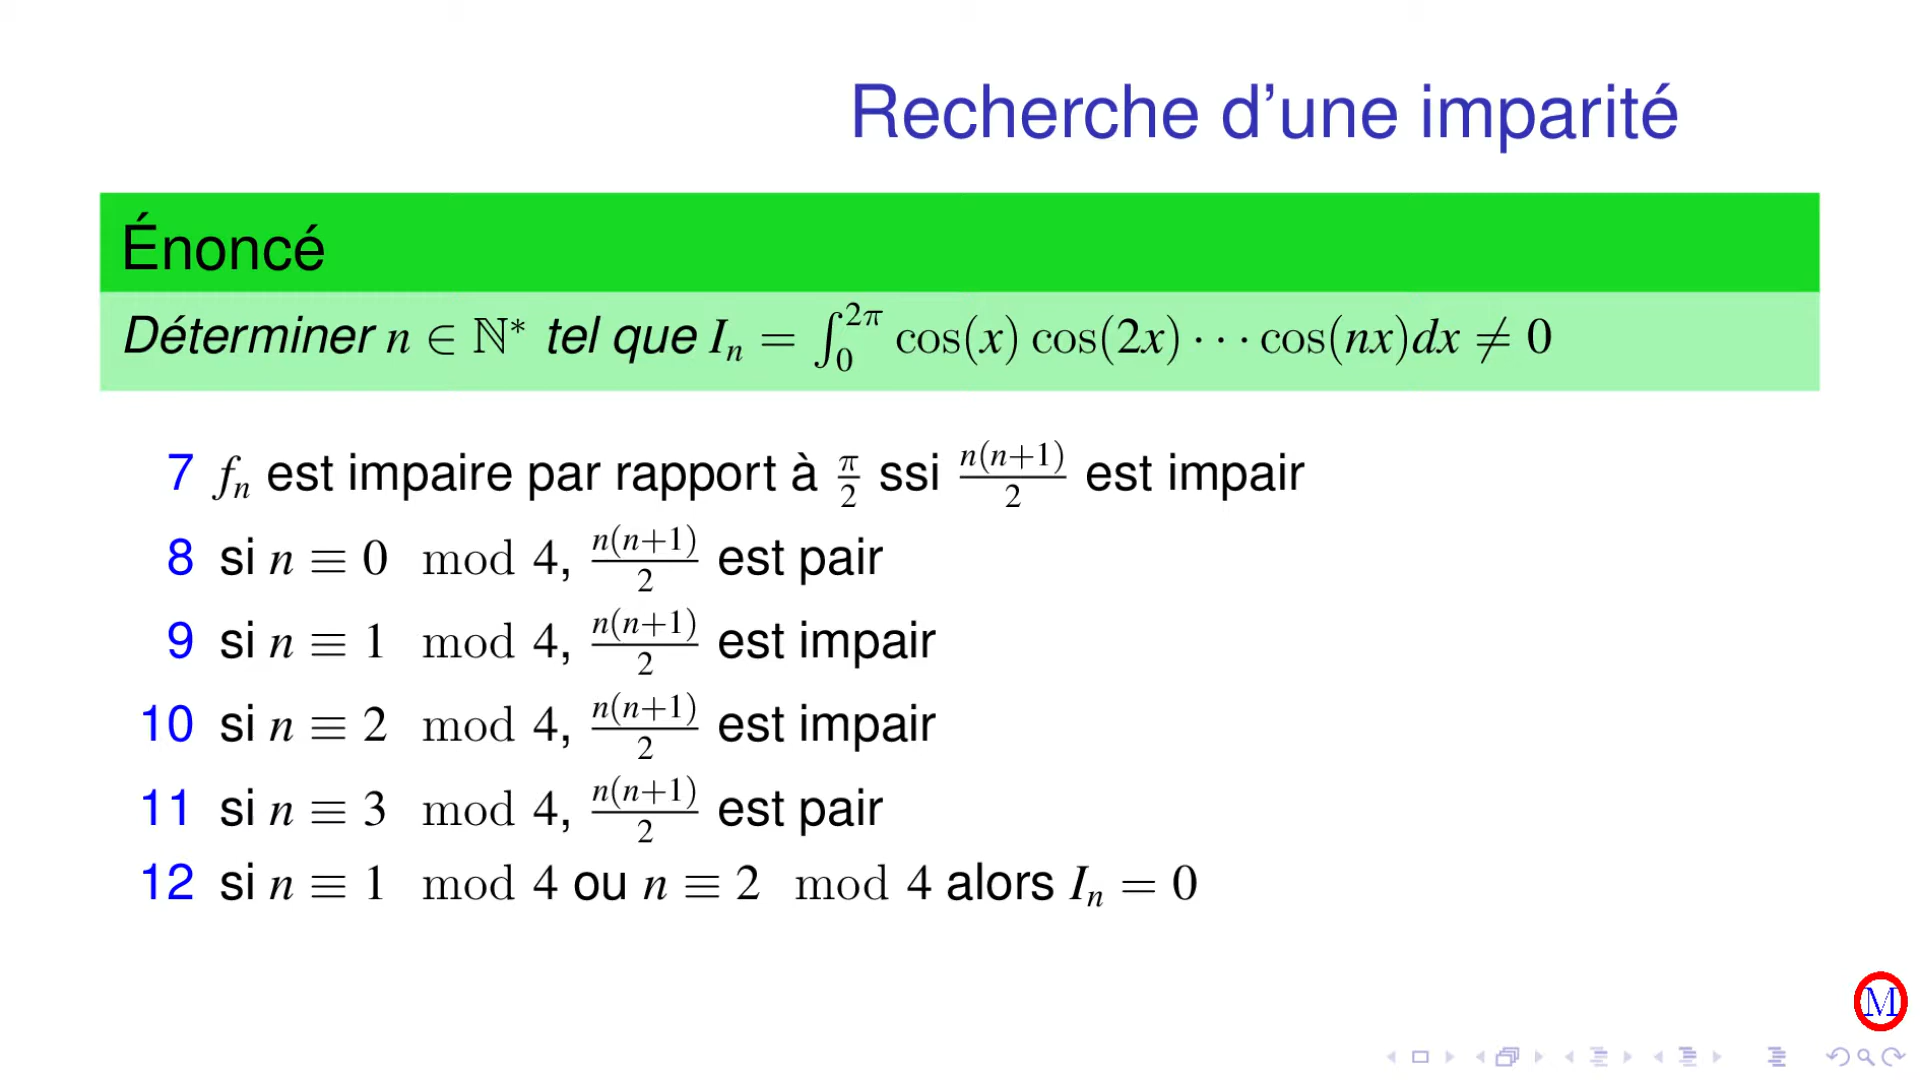 Recherche d'une imparité
Énoncé
Déterminer n ∈ ℕ* tel que Iₙ = ∫₀^{2π} cos(x) cos(2x) · · · cos(nx)dx ≠ 0
7 fₙ est impaire par rapport à π/2 ssi n(n+1)/2 est impair
8 si n ≡ 0 mod 4, n(n+1)/2 est pair
9 si n ≡ 1 mod 4, n(n+1)/2 est impair
10 si n ≡ 2 mod 4, n(n+1)/2 est impair
11 si n ≡ 3 mod 4, n(n+1)/2 est pair
12 si n ≡ 1 mod 4 ou n ≡ 2 mod 4 alors Iₙ = 0
M